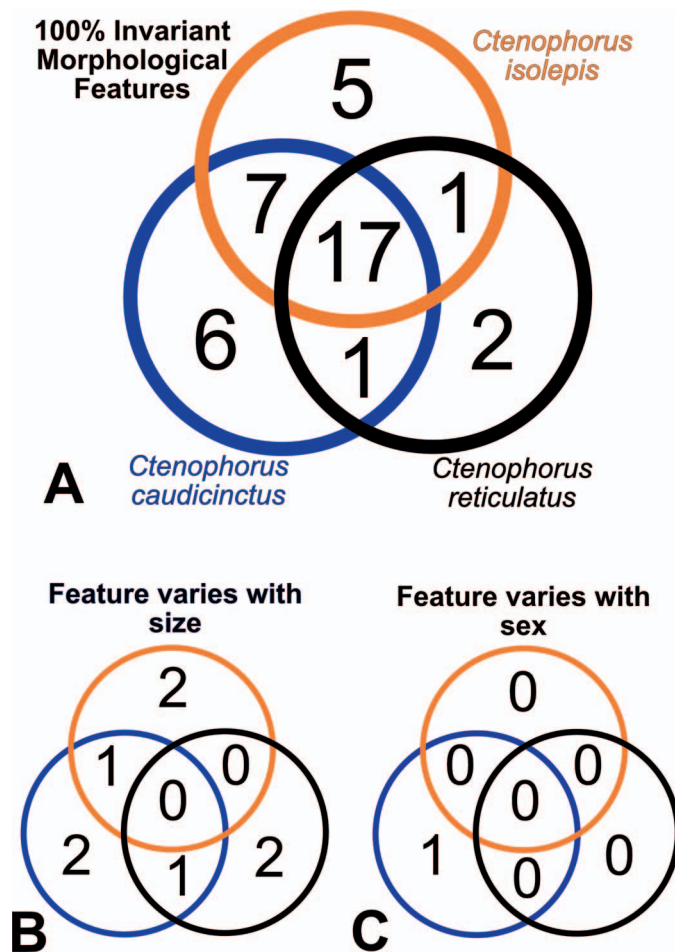 100% Invariant
Morphological
Features
Ctenophorus
isolepis
5
7
1
17
6
1
2
Ctenophorus
caudicinctus
Ctenophorus
reticulatus
A
Feature varies with
size
2
1
0
0
2
1
2
B
Feature varies with
sex
0
0
0
0
1
0
0
C